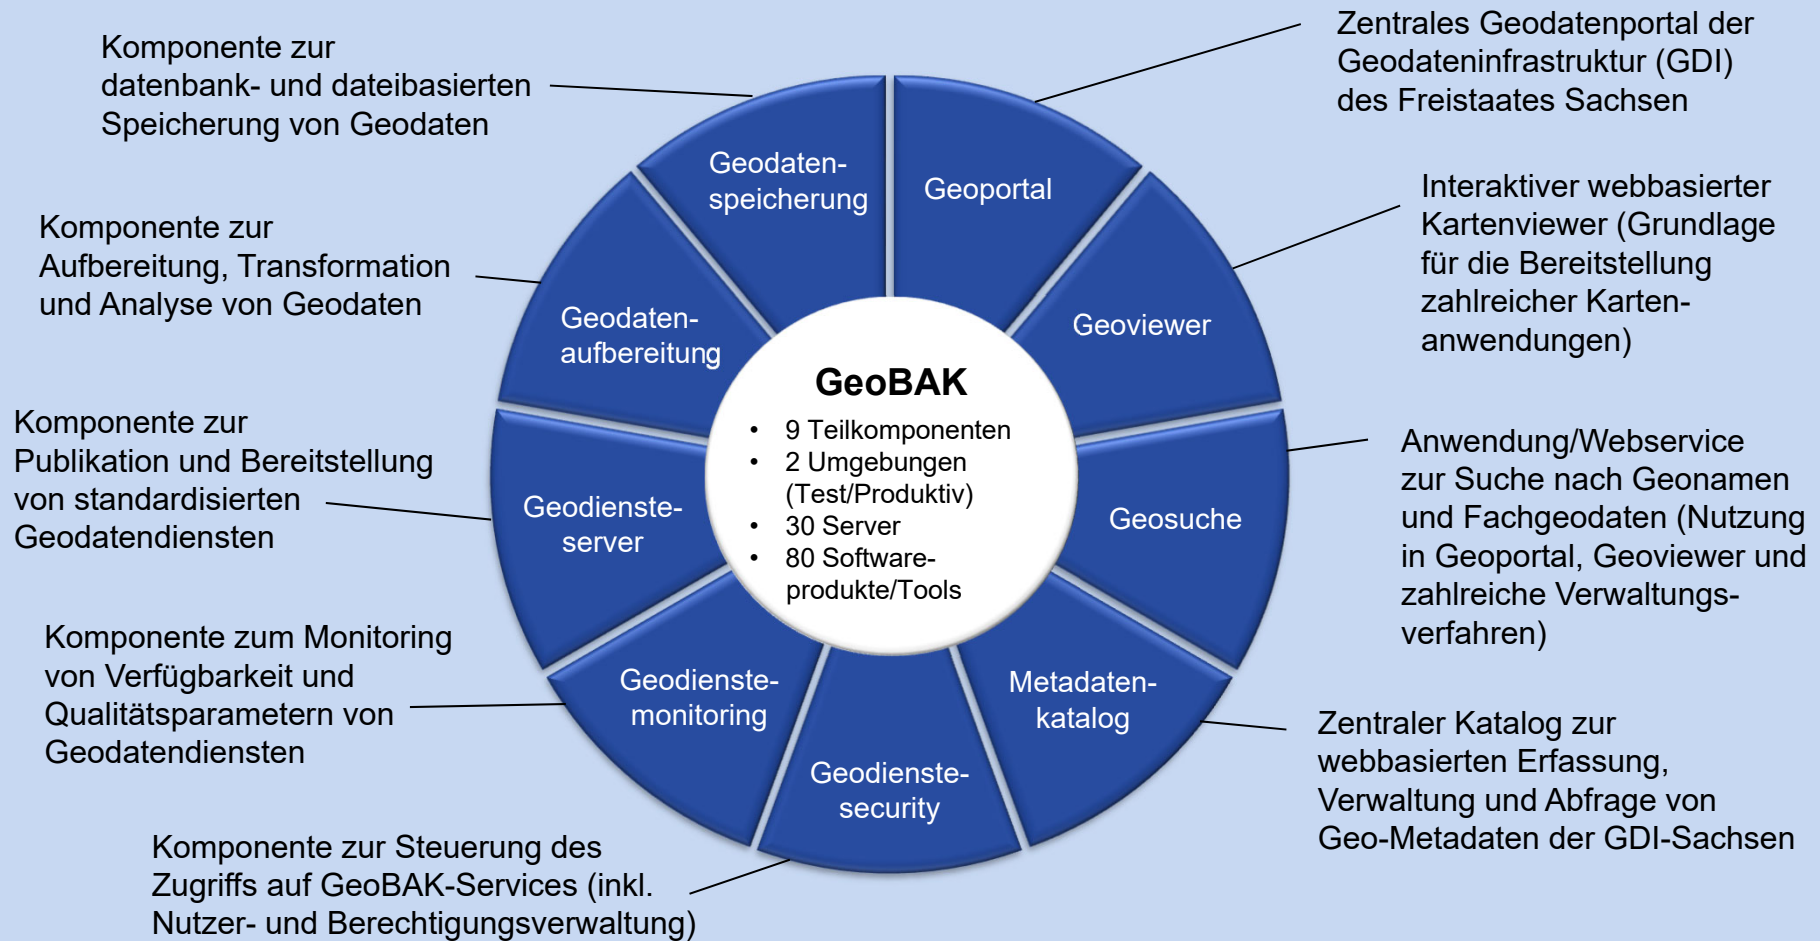 Komponente zur
datenbank- und dateibasierten
Speicherung von Geodaten
Zentrales Geodatenportal der
Geodateninfrastruktur (GDI)
des Freistaates Sachsen
Geodaten-
speicherung
Geoportal
Komponente zur
Aufbereitung, Transformation
und Analyse von Geodaten
Interaktiver webbasierter
Kartenviewer (Grundlage
für die Bereitstellung
zahlreicher Karten-
anwendungen)
Geodaten-
aufbereitung
Geoviewer
GeoBAK
• 9 Teilkomponenten
• 2 Umgebungen
(Test/Produktiv)
• 30 Server
• 80 Software-
produkte/Tools
Komponente zur
Publikation und Bereitstellung
von standardisierten
Geodatendiensten
Geodienste-
server
Geosuche
Anwendung/Webservice
zur Suche nach Geonamen
und Fachgeodaten (Nutzung
in Geoportal, Geoviewer und
zahlreiche Verwaltungs-
verfahren)
Komponente zum Monitoring
von Verfügbarkeit und
Qualitätsparametern von
Geodatendiensten
Geodienste-
monitoring
Metadaten-
katalog
Zentraler Katalog zur
webbasierten Erfassung,
Verwaltung und Abfrage von
Geo-Metadaten der GDI-Sachsen
Geodienste-
security
Komponente zur Steuerung des
Zugriffs auf GeoBAK-Services (inkl.
Nutzer- und Berechtigungsverwaltung)